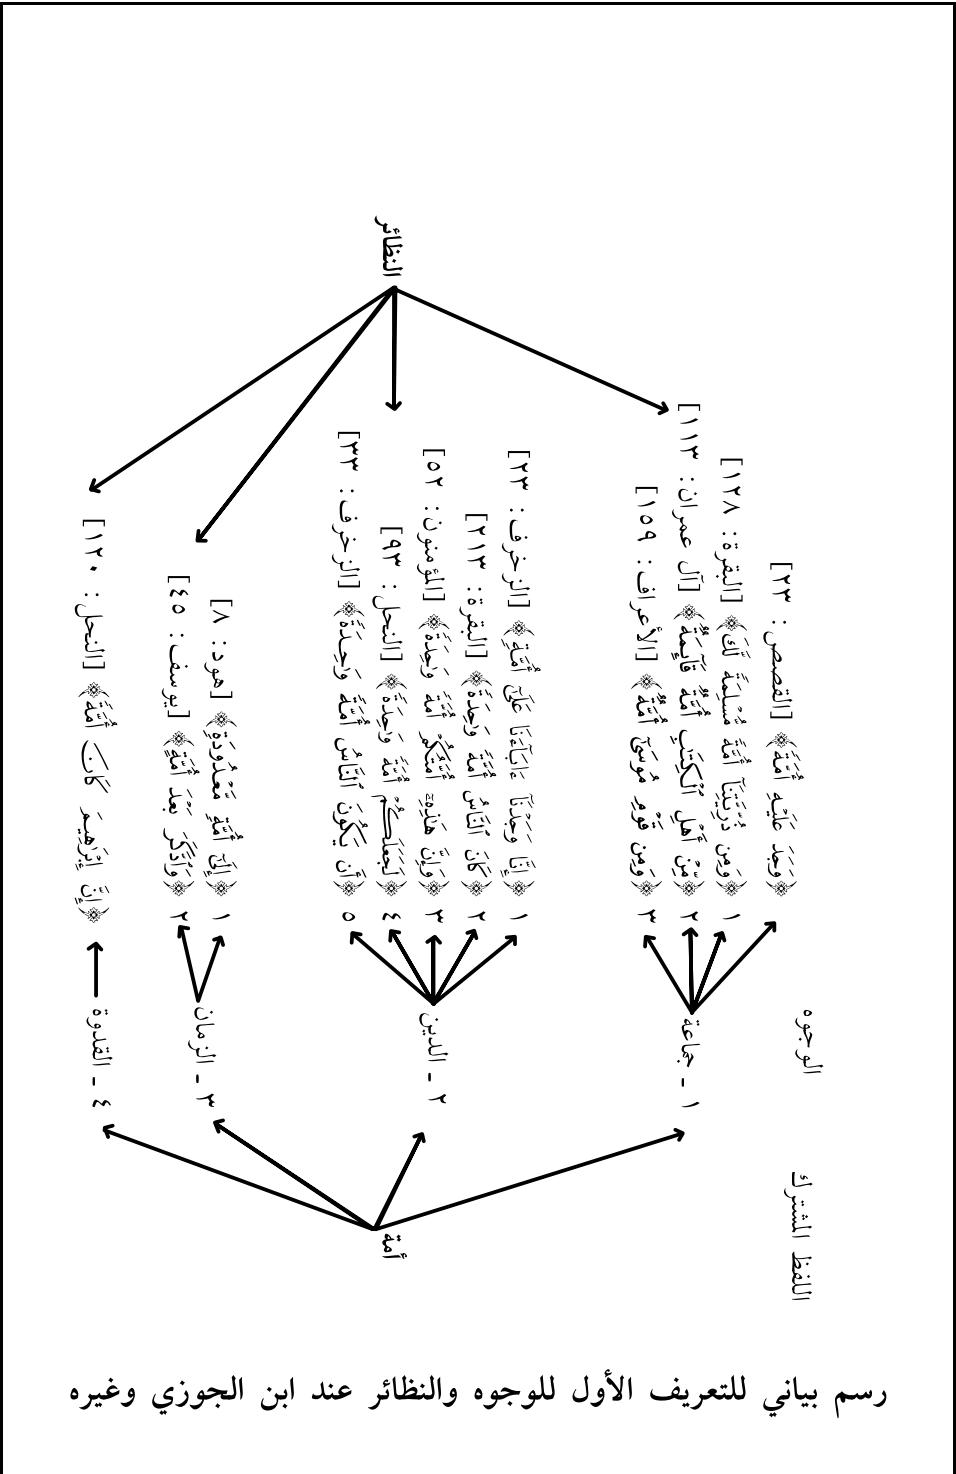 اللفظ المشترك
الوجوه
أمة
١ ـ جماعة
﴿وَجَدَ عَلَيْهِ أُمَّةً﴾ [القصص: ٢٣]
١ ﴿وَمِن ذُرِّيَّتِنَآ أُمَّةً مُّسْلِمَةً لَّكَ﴾ [البقرة: ١٢٨]
٢ ﴿مِّنْ أَهْلِ ٱلْكِتَٰبِ أُمَّةٌ قَآئِمَةٌ﴾ [آل عمران: ١١٣]
٣ ﴿وَمِن قَوْمِ مُوسَىٰٓ أُمَّةٌ﴾ [الأعراف: ١٥٩]
٢ ـ الدين
١ ﴿إِنَّا وَجَدْنَآ ءَابَآءَنَا عَلَىٰٓ أُمَّةٍ﴾ [الزخرف: ٢٣]
٢ ﴿كَانَ ٱلنَّاسُ أُمَّةً وَٰحِدَةً﴾ [البقرة: ٢١٣]
٣ ﴿وَإِنَّ هَٰذِهِۦٓ أُمَّتُكُمْ أُمَّةً وَٰحِدَةً﴾ [المؤمنون: ٥٢]
٤ ﴿لَجَعَلَكُمْ أُمَّةً وَٰحِدَةً﴾ [النحل: ٩٣]
٥ ﴿أَن يَكُونَ ٱلنَّاسُ أُمَّةً وَٰحِدَةً﴾ [الزخرف: ٣٣]
٣ ـ الزمان
١ ﴿إِلَىٰٓ أُمَّةٍ مَّعْدُودَةٍ﴾ [هود: ٨]
٢ ﴿وَٱدَّكَرَ بَعْدَ أُمَّةٍ﴾ [يوسف: ٤٥]
٤ ـ القدوة
﴿إِنَّ إِبْرَٰهِيمَ كَانَ أُمَّةً﴾ [النحل: ١٢٠]
النظائر
رسم بياني للتعريف الأول للوجوه والنظائر عند ابن الجوزي وغيره